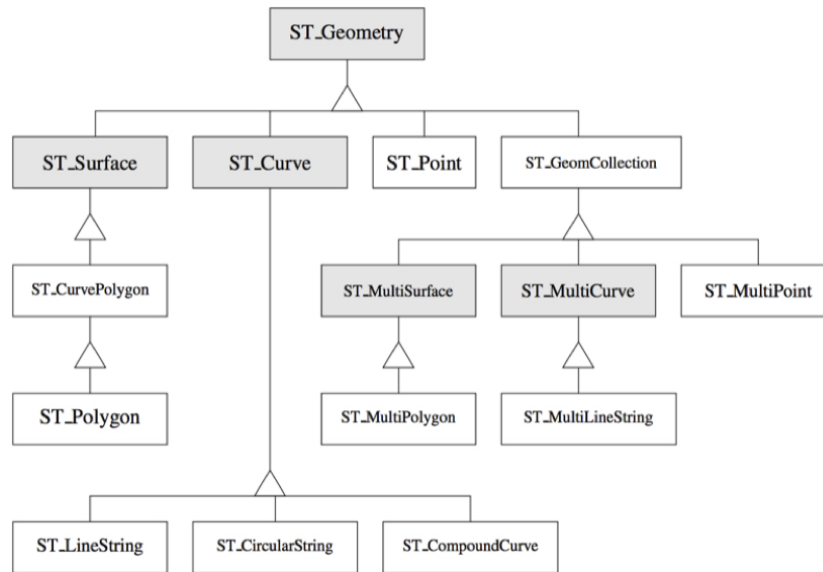 ST_Geometry
ST_Surface
ST_Curve
ST_Point
ST_GeomCollection
ST_CurvePolygon
ST_MultiSurface
ST_MultiCurve
ST_MultiPoint
ST_Polygon
ST_MultiPolygon
ST_MultiLineString
ST_LineString
ST_CircularString
ST_CompoundCurve